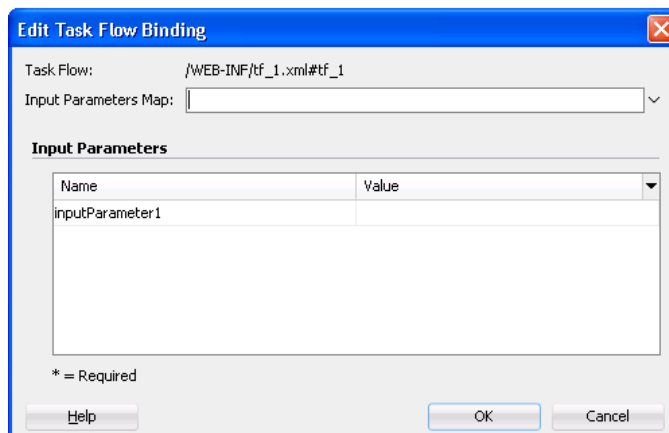 Edit Task Flow Binding
Task Flow: /WEB-INF/tf_1.xml#tf_1
Input Parameters Map:
Input Parameters
Name Value
inputParameter1
* = Required
Help OK Cancel